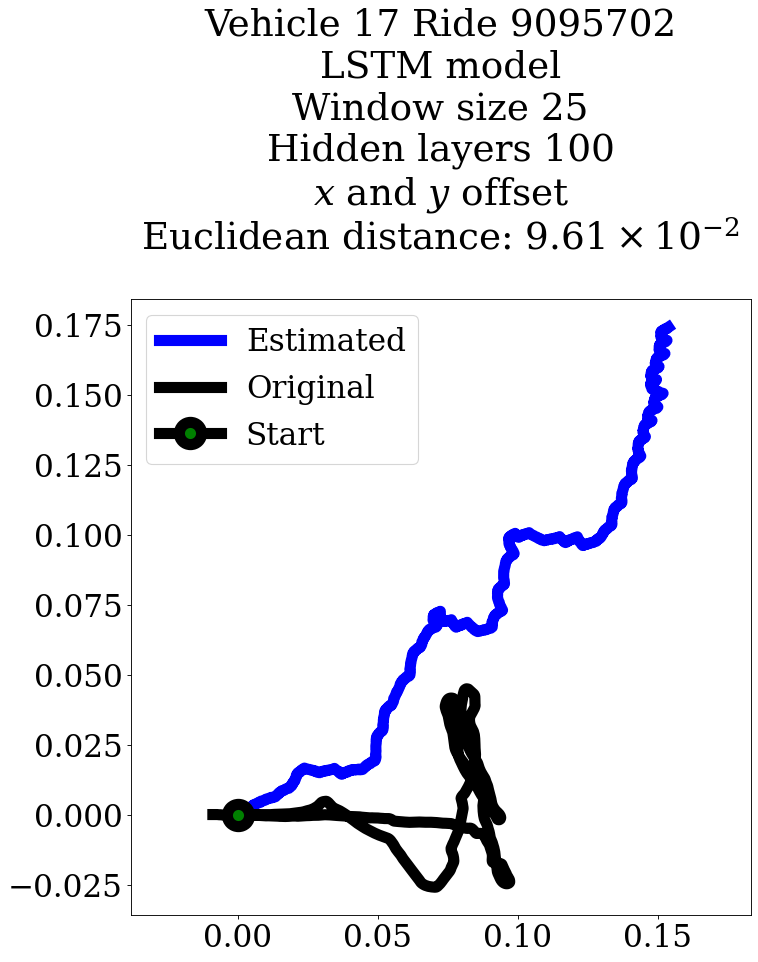 Vehicle 17 Ride 9095702
LSTM model
Window size 25
Hidden layers 100
x and y offset
Euclidean distance: 9.61 × 10⁻²
Estimated
Original
Start
0.175
0.150
0.125
0.100
0.075
0.050
0.025
0.000
−0.025
0.00 0.05 0.10 0.15